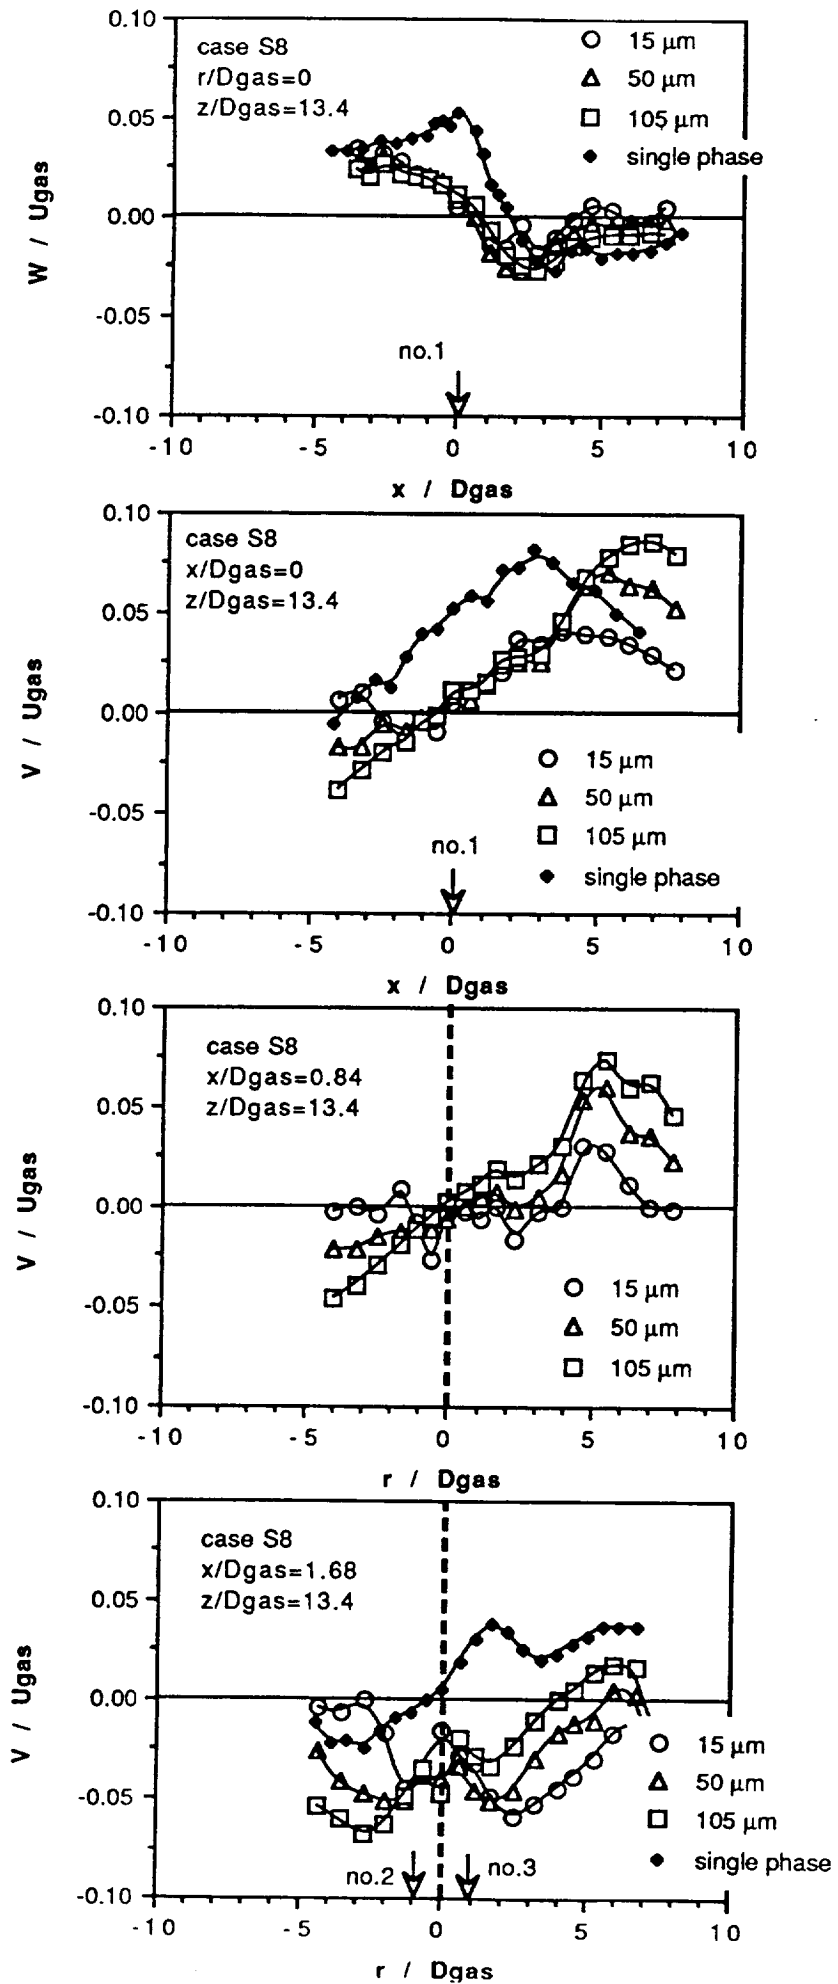 0.10
case S8
r/Dgas=0
z/Dgas=13.4
15 µm
50 µm
105 µm
single phase
0.05
0.00
-0.05
-0.10
W / Ugas
no.1
-10 -5 0 5 10
x / Dgas
0.10
case S8
x/Dgas=0
z/Dgas=13.4
0.05
0.00
-0.05
-0.10
V / Ugas
15 µm
50 µm
105 µm
single phase
no.1
-10 -5 0 5 10
x / Dgas
0.10
case S8
x/Dgas=0.84
z/Dgas=13.4
0.05
0.00
-0.05
-0.10
V / Ugas
15 µm
50 µm
105 µm
-10 -5 0 5 10
r / Dgas
0.10
case S8
x/Dgas=1.68
z/Dgas=13.4
0.05
0.00
-0.05
-0.10
V / Ugas
15 µm
50 µm
105 µm
single phase
no.2
no.3
-10 -5 0 5 10
r / Dgas